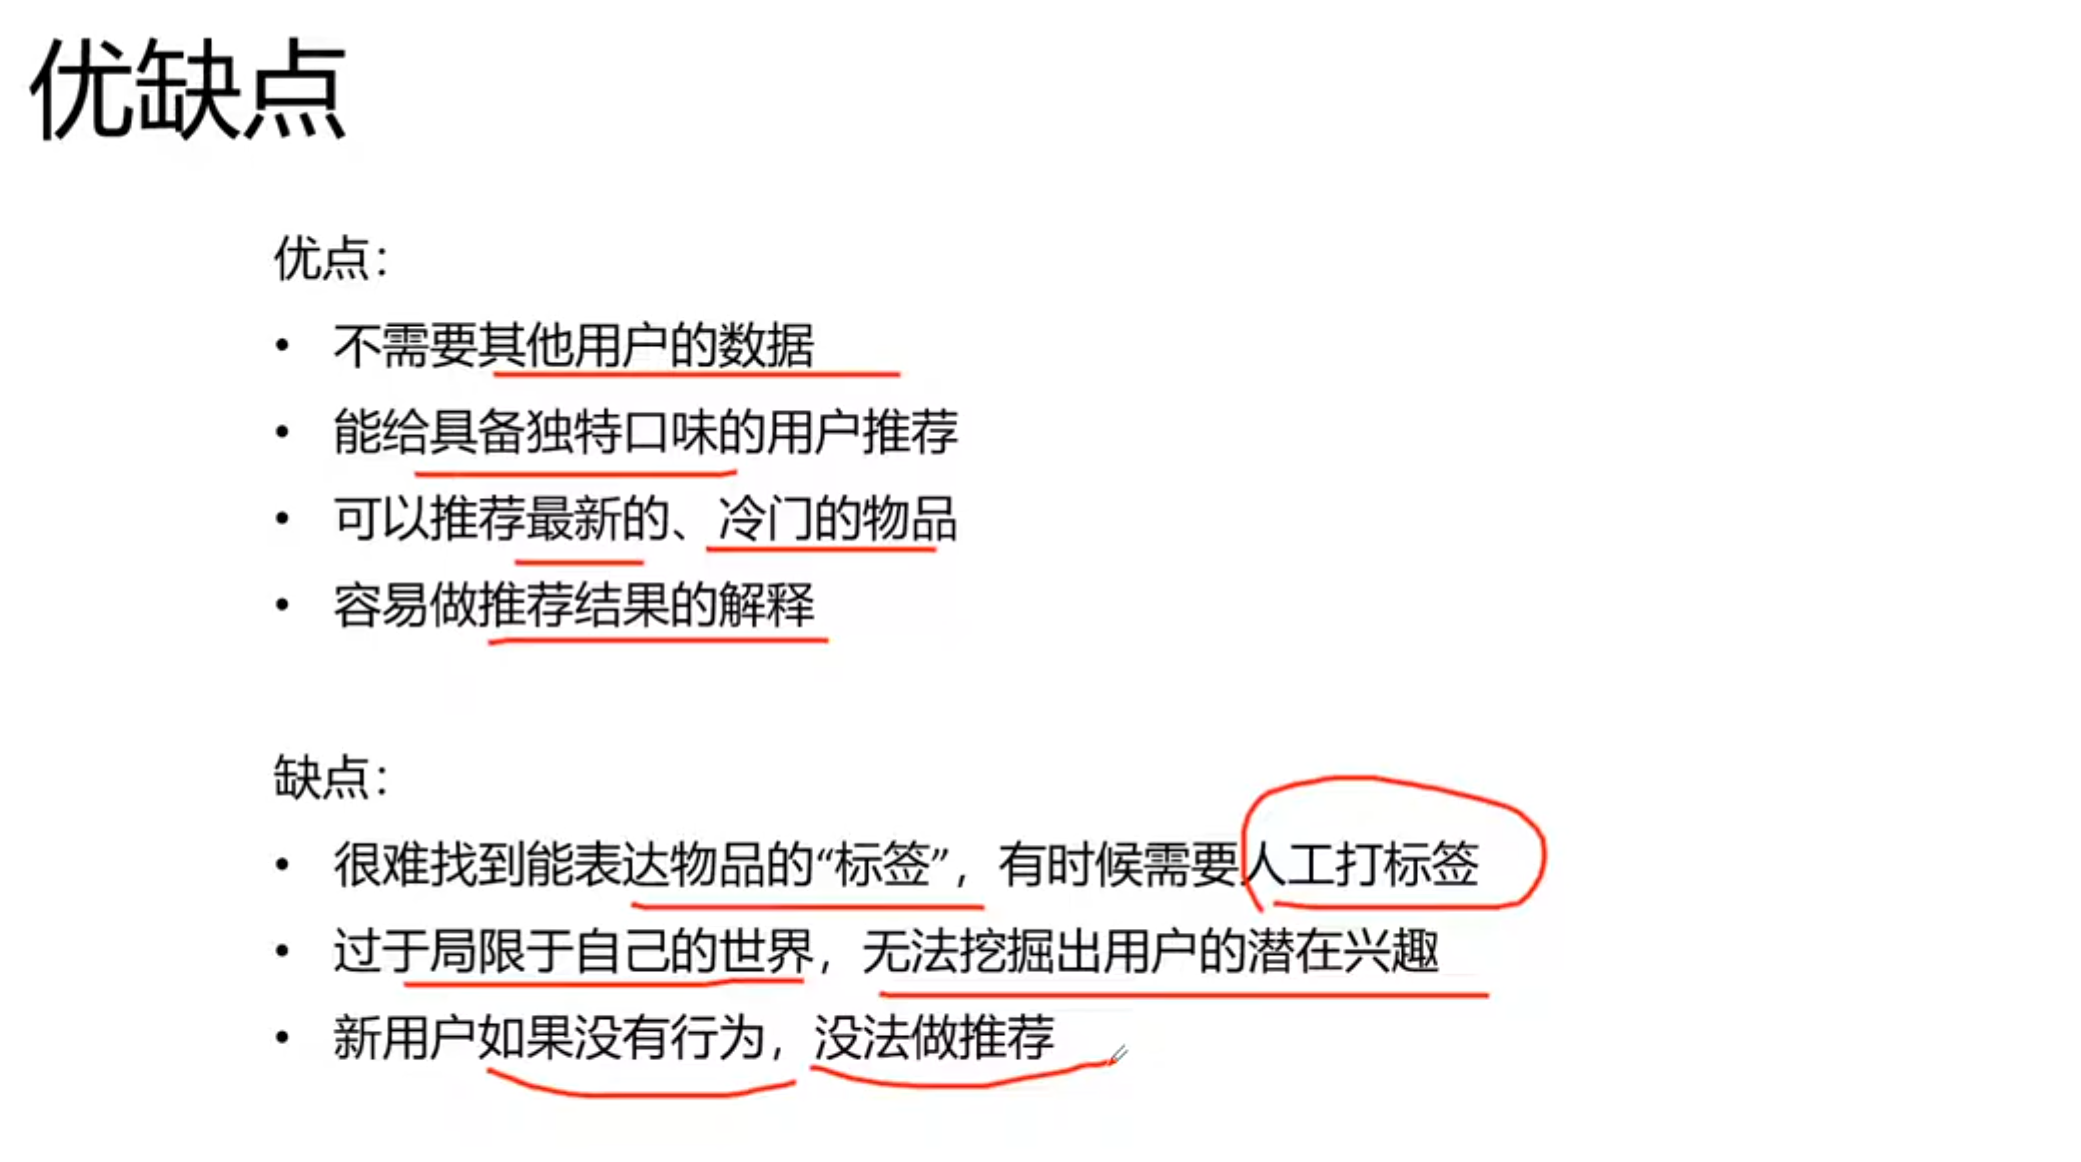 优缺点
优点：
• 不需要其他用户的数据
• 能给具备独特口味的用户推荐
• 可以推荐最新的、冷门的物品
• 容易做推荐结果的解释
缺点：
• 很难找到能表达物品的“标签”，有时候需要人工打标签
• 过于局限于自己的世界，无法挖掘出用户的潜在兴趣
• 新用户如果没有行为，没法做推荐